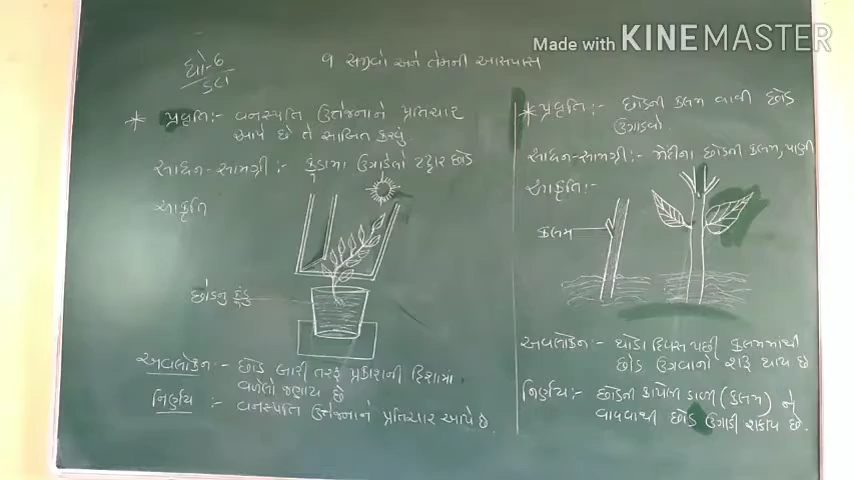 Made with KINEMASTER
ધો-૬
૧ સજીવો અને તેમની આસપાસ
* પ્રવૃતિ:- વનસ્પતિ ઉત્તેજનાને પ્રતિચાર
આપે છે તે સાબિત કરવું.
સાધન-સામગ્રી:- કુંડામા ઉગાડેલો ટટ્ટાર છોડ
આકૃતિ
છોડનુ કુંડુ
અવલોકન:- છોડ બારી તરફ પ્રકાશની દિશામાં
વળેલો જણાય છે
નિર્ણય:- વનસ્પતિ ઉત્તેજનાને પ્રતિચાર આપે છે.
* પ્રવૃતિ:- છોડની કલમ વાવી છોડ
ઉગાડવો.
સાધન-સામગ્રી:- મેંદીના છોડની કલમ, પાણી
આકૃતિ:-
કલમ
અવલોકન:- થોડા દિવસ પછી કલમમાથી
છોડ ઉગવાનો શરૂ થાય છે
નિર્ણય:- છોડની કાપેલી ડાળી (કલમ) ને
વાવવાથી છોડ ઉગાડી શકાય છે.